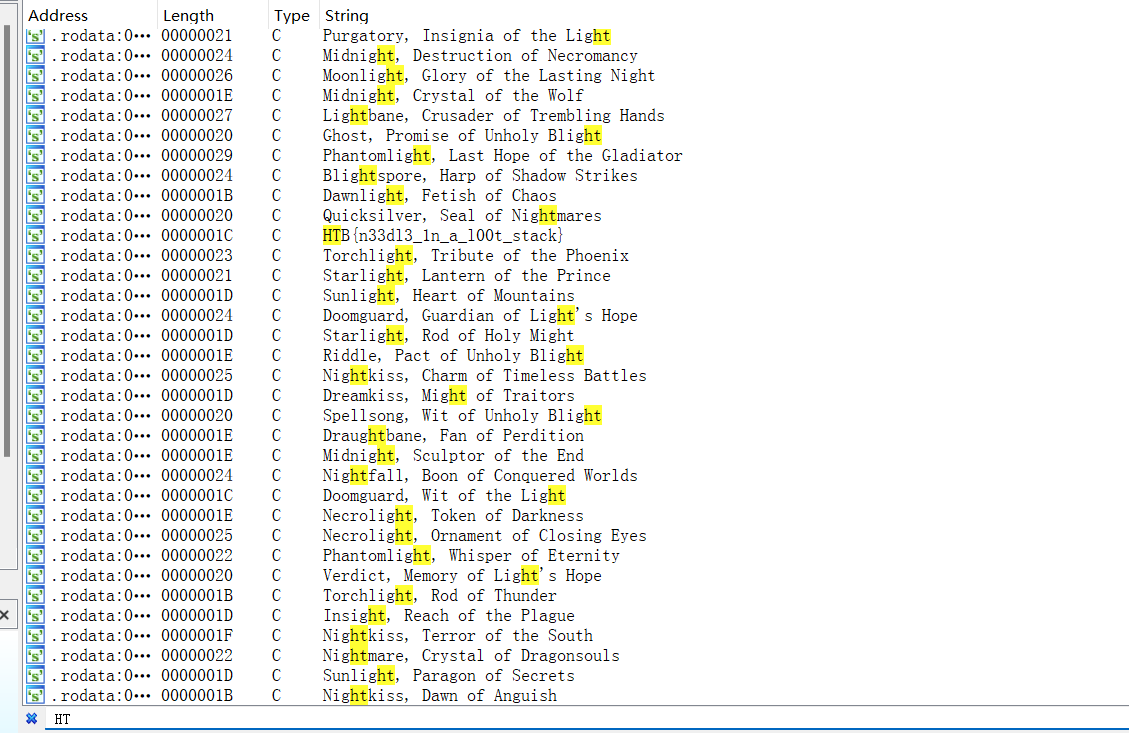 Address Length Type String
's' .rodata:0··· 00000021 C Purgatory, Insignia of the Light
's' .rodata:0··· 00000024 C Midnight, Destruction of Necromancy
's' .rodata:0··· 00000026 C Moonlight, Glory of the Lasting Night
's' .rodata:0··· 0000001E C Midnight, Crystal of the Wolf
's' .rodata:0··· 00000027 C Lightbane, Crusader of Trembling Hands
's' .rodata:0··· 00000020 C Ghost, Promise of Unholy Blight
's' .rodata:0··· 00000029 C Phantomlight, Last Hope of the Gladiator
's' .rodata:0··· 00000024 C Blightspore, Harp of Shadow Strikes
's' .rodata:0··· 0000001B C Dawnlight, Fetish of Chaos
's' .rodata:0··· 00000020 C Quicksilver, Seal of Nightmares
's' .rodata:0··· 0000001C C HTB{n33dl3_1n_a_l00t_stack}
's' .rodata:0··· 00000023 C Torchlight, Tribute of the Phoenix
's' .rodata:0··· 00000021 C Starlight, Lantern of the Prince
's' .rodata:0··· 0000001D C Sunlight, Heart of Mountains
's' .rodata:0··· 00000024 C Doomguard, Guardian of Light's Hope
's' .rodata:0··· 0000001D C Starlight, Rod of Holy Might
's' .rodata:0··· 0000001E C Riddle, Pact of Unholy Blight
's' .rodata:0··· 00000025 C Nightkiss, Charm of Timeless Battles
's' .rodata:0··· 0000001D C Dreamkiss, Might of Traitors
's' .rodata:0··· 00000020 C Spellsong, Wit of Unholy Blight
's' .rodata:0··· 0000001E C Draughtbane, Fan of Perdition
's' .rodata:0··· 0000001E C Midnight, Sculptor of the End
's' .rodata:0··· 00000024 C Nightfall, Boon of Conquered Worlds
's' .rodata:0··· 0000001C C Doomguard, Wit of the Light
's' .rodata:0··· 0000001E C Necrolight, Token of Darkness
's' .rodata:0··· 00000025 C Necrolight, Ornament of Closing Eyes
's' .rodata:0··· 00000022 C Phantomlight, Whisper of Eternity
's' .rodata:0··· 00000020 C Verdict, Memory of Light's Hope
's' .rodata:0··· 0000001B C Torchlight, Rod of Thunder
's' .rodata:0··· 0000001D C Insight, Reach of the Plague
's' .rodata:0··· 0000001F C Nightkiss, Terror of the South
's' .rodata:0··· 00000022 C Nightmare, Crystal of Dragonsouls
's' .rodata:0··· 0000001D C Sunlight, Paragon of Secrets
's' .rodata:0··· 0000001B C Nightkiss, Dawn of Anguish
HT